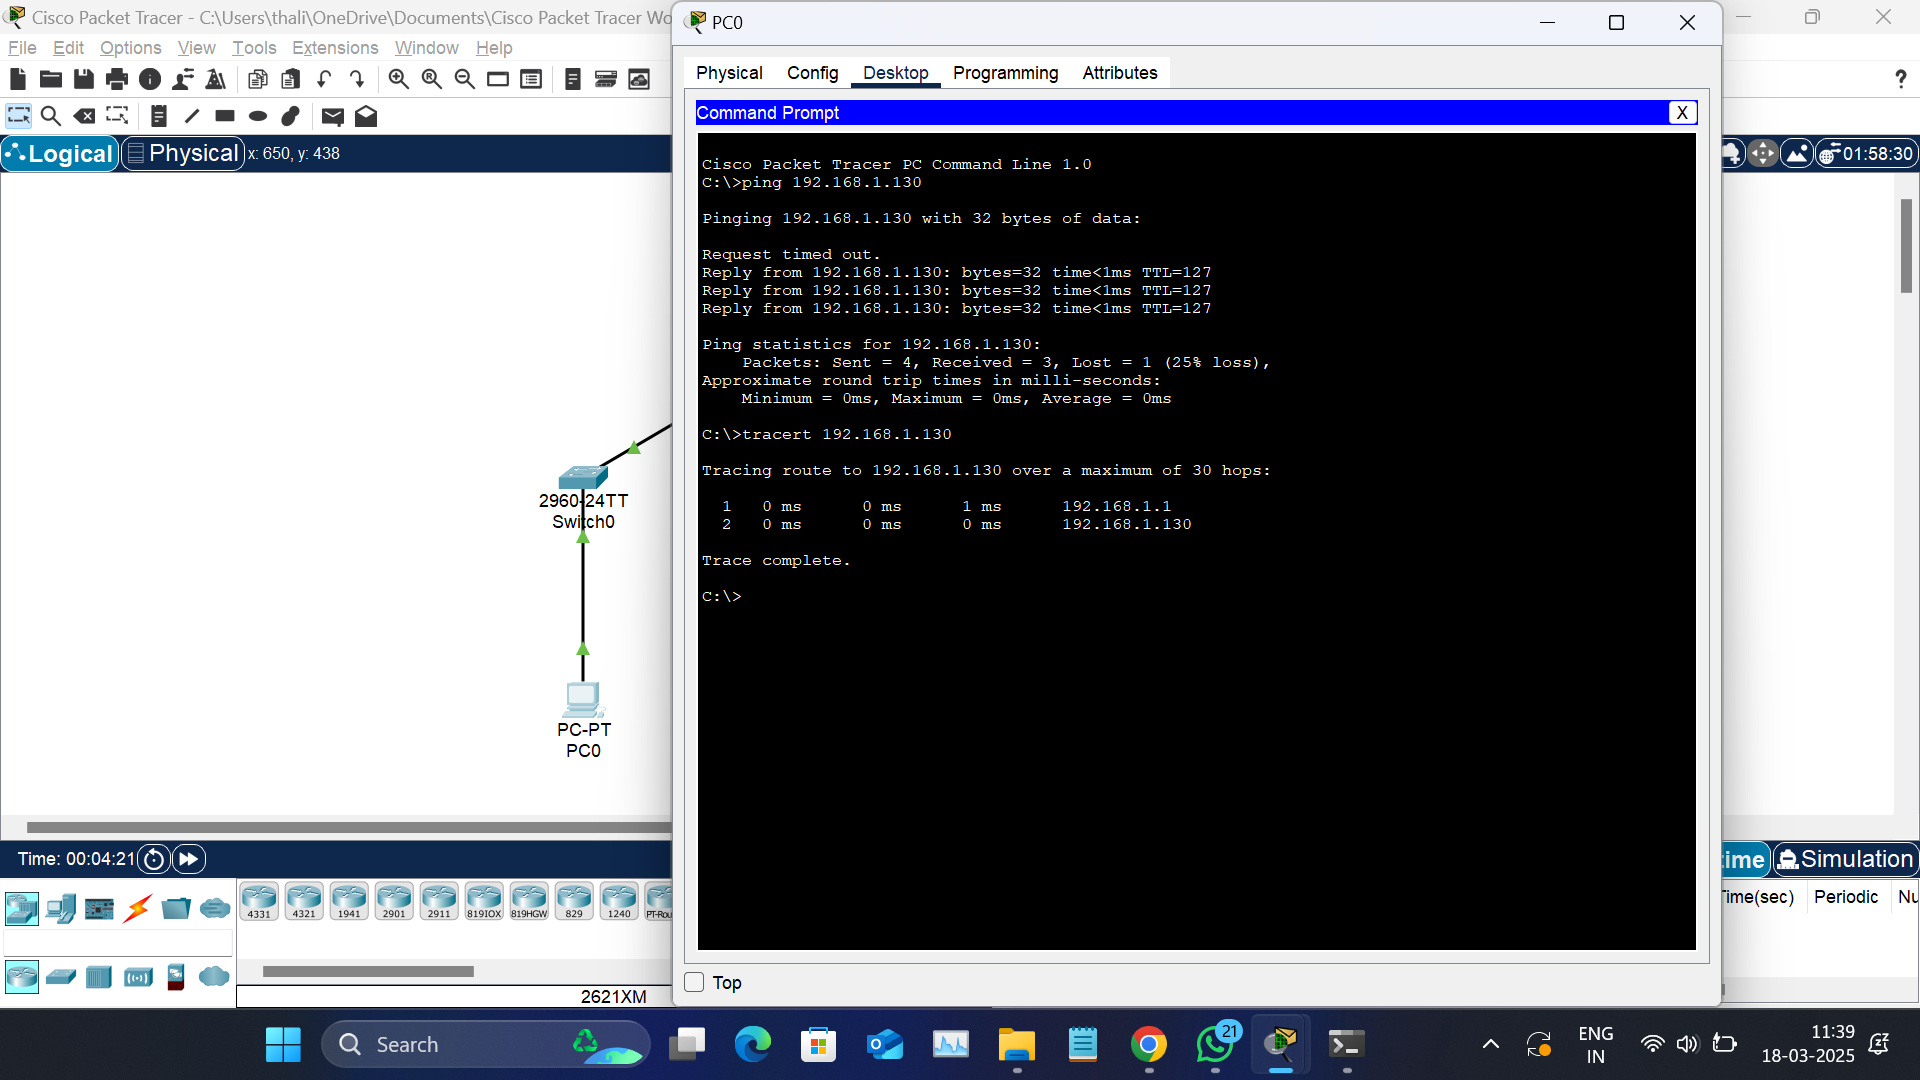 Cisco Packet Tracer - C:\Users\thali\OneDrive\Documents\Cisco Packet Tracer Wo
File Edit Options View Tools Extensions Window Help
Logical Physical x: 650, y: 438
01:58:30
2960-24TT
Switch0
PC-PT
PC0
PC0
Physical Config Desktop Programming Attributes
Command Prompt X
Cisco Packet Tracer PC Command Line 1.0
C:\>ping 192.168.1.130
Pinging 192.168.1.130 with 32 bytes of data:
Request timed out.
Reply from 192.168.1.130: bytes=32 time<1ms TTL=127
Reply from 192.168.1.130: bytes=32 time<1ms TTL=127
Reply from 192.168.1.130: bytes=32 time<1ms TTL=127
Ping statistics for 192.168.1.130:
Packets: Sent = 4, Received = 3, Lost = 1 (25% loss),
Approximate round trip times in milli-seconds:
Minimum = 0ms, Maximum = 0ms, Average = 0ms
C:\>tracert 192.168.1.130
Tracing route to 192.168.1.130 over a maximum of 30 hops:
1 0 ms 0 ms 1 ms 192.168.1.1
2 0 ms 0 ms 0 ms 192.168.1.130
Trace complete.
C:\>
Top
Time: 00:04:21
ime Simulation
Time(sec) Periodic Nu
4331 4321 1941 2901 2911 819IOX 819HGW 829 1240 PT-Rou
2621XM
Search
21
ENG
IN
11:39
18-03-2025